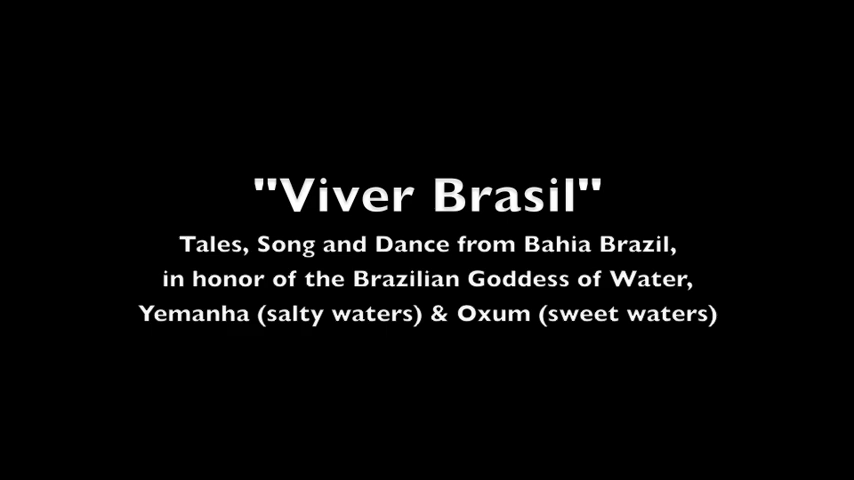 "Viver Brasil"
Tales, Song and Dance from Bahia Brazil,
in honor of the Brazilian Goddess of Water,
Yemanha (salty waters) & Oxum (sweet waters)